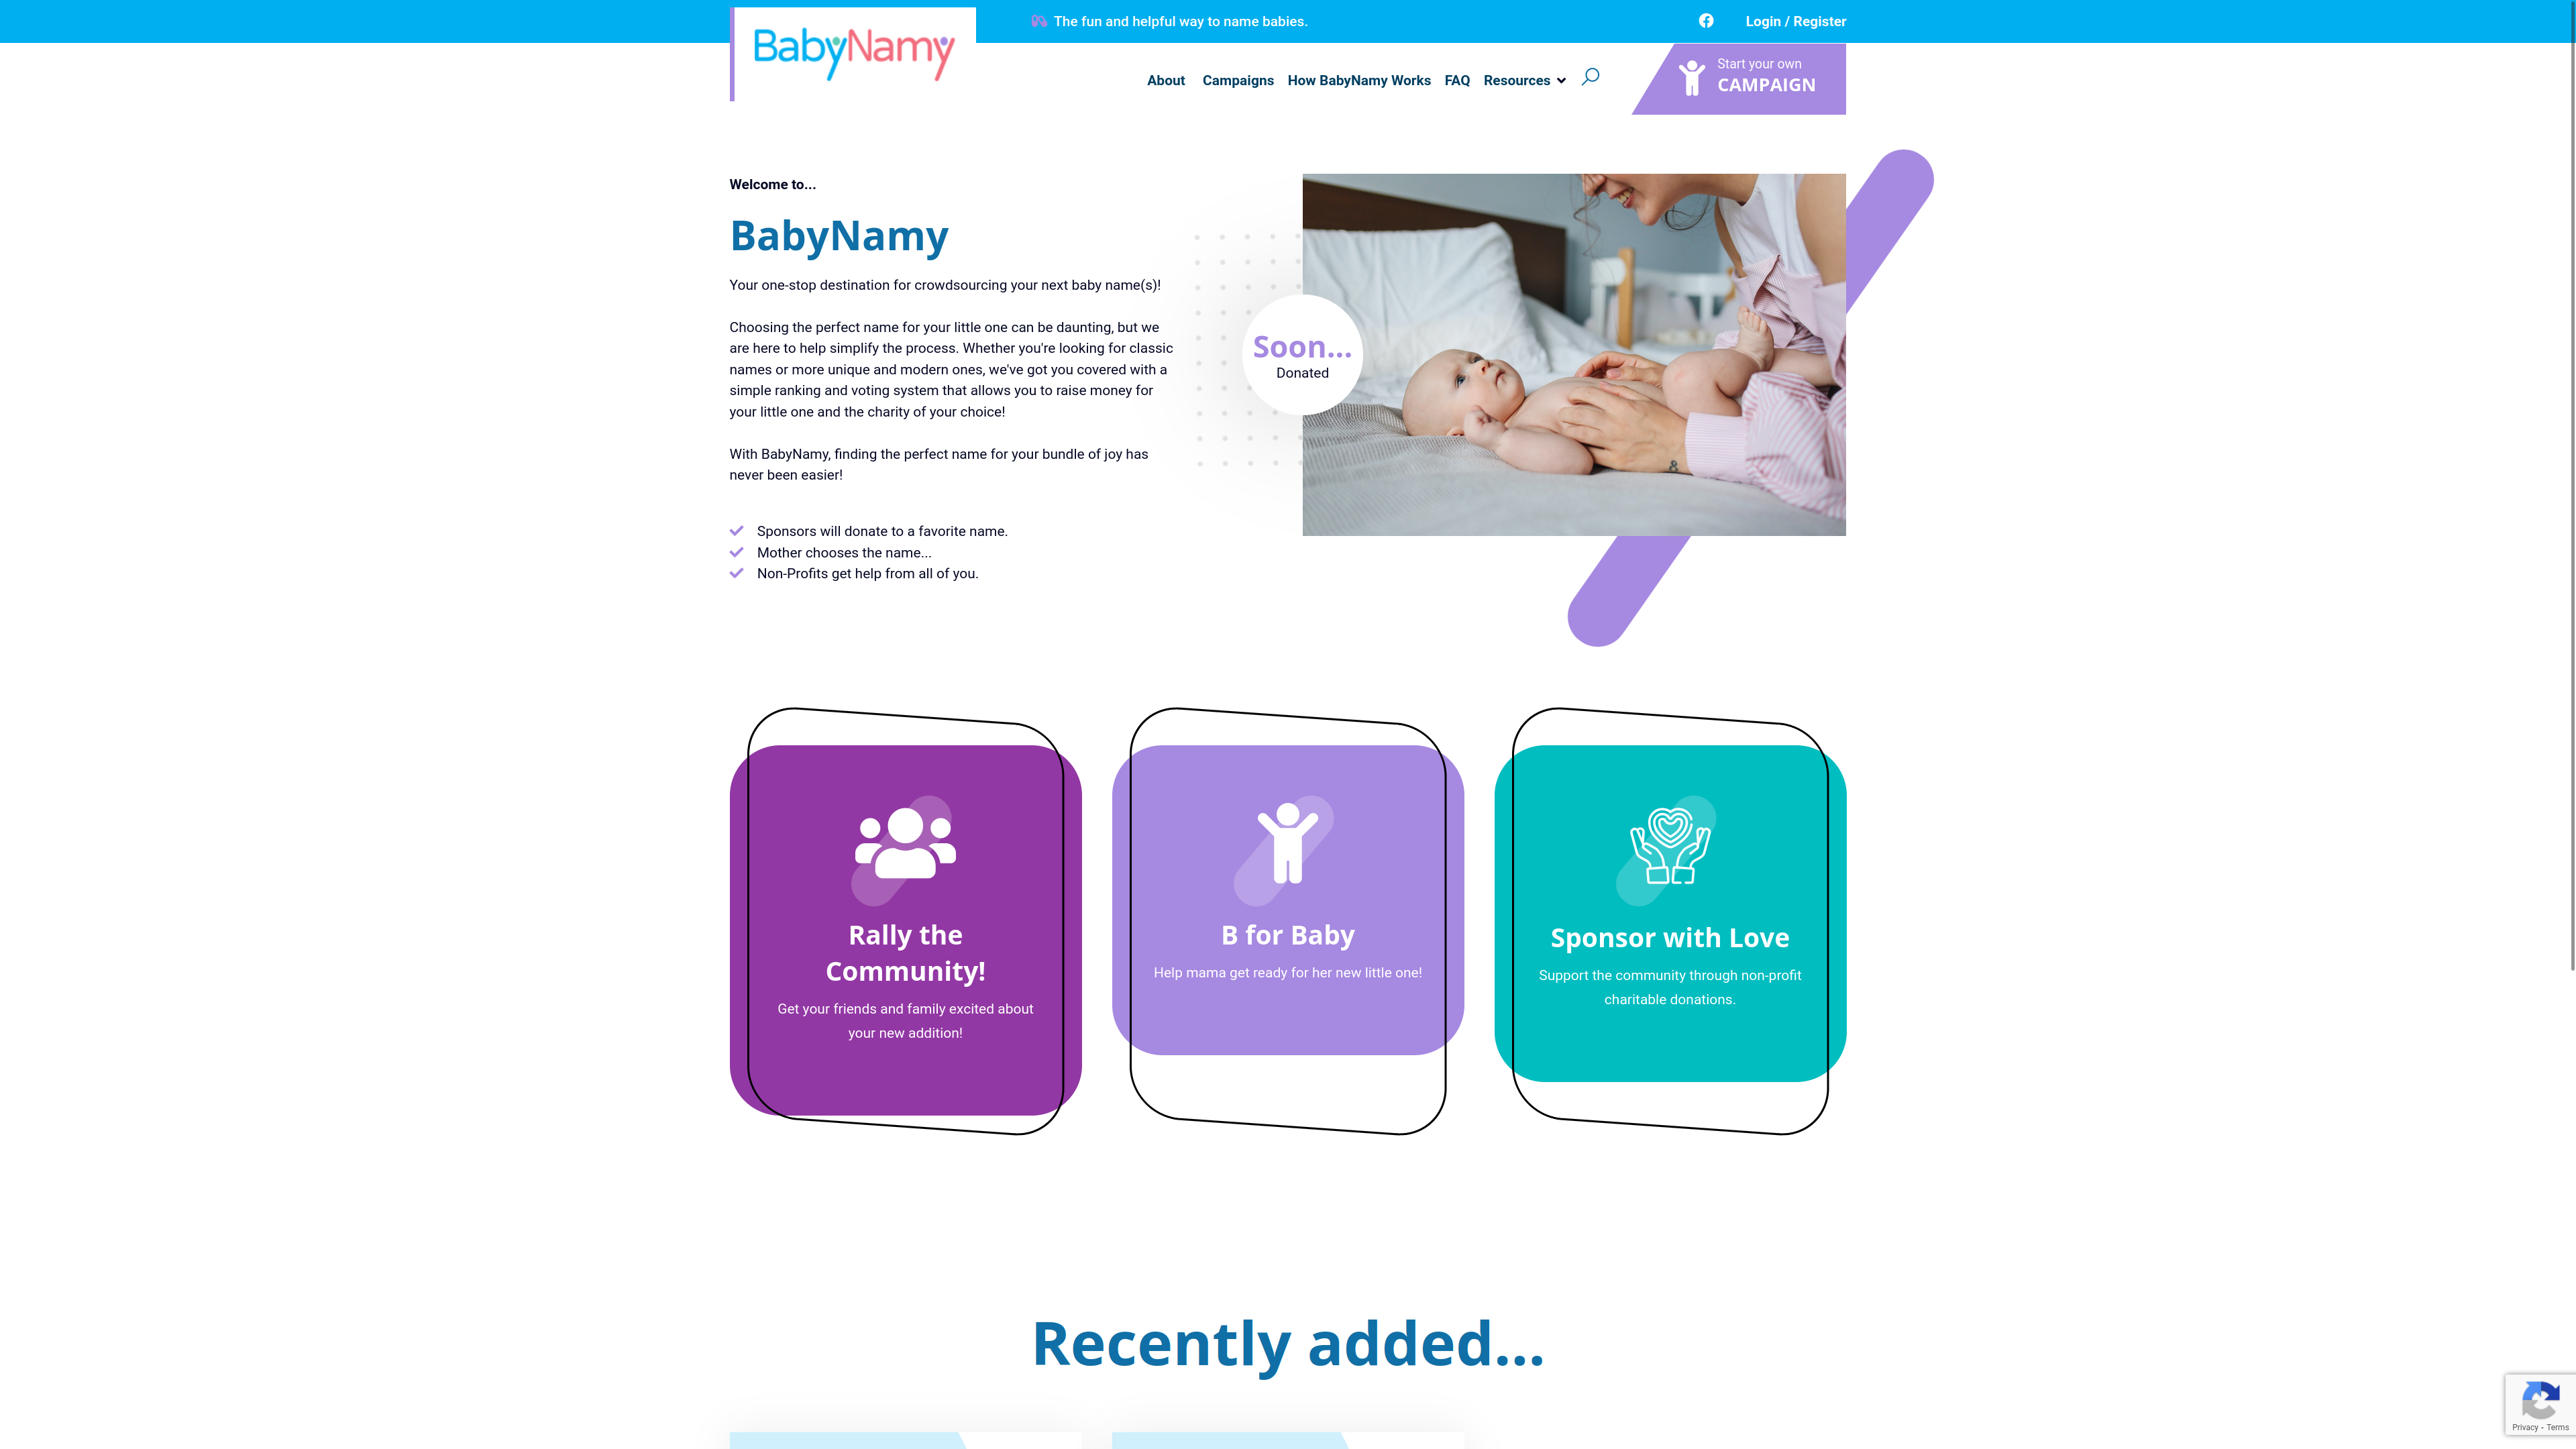 The fun and helpful way to name babies.
Login / Register
BabyNamy
About Campaigns How BabyNamy Works FAQ Resources
Start your own
CAMPAIGN
Welcome to...
BabyNamy
Your one-stop destination for crowdsourcing your next baby name(s)!
Choosing the perfect name for your little one can be daunting, but we
are here to help simplify the process. Whether you're looking for classic
names or more unique and modern ones, we've got you covered with a
simple ranking and voting system that allows you to raise money for
your little one and the charity of your choice!
With BabyNamy, finding the perfect name for your bundle of joy has
never been easier!
Sponsors will donate to a favorite name.
Mother chooses the name...
Non-Profits get help from all of you.
Soon...
Donated
Rally the
Community!
Get your friends and family excited about
your new addition!
B for Baby
Help mama get ready for her new little one!
Sponsor with Love
Support the community through non-profit
charitable donations.
Recently added...
Privacy - Terms